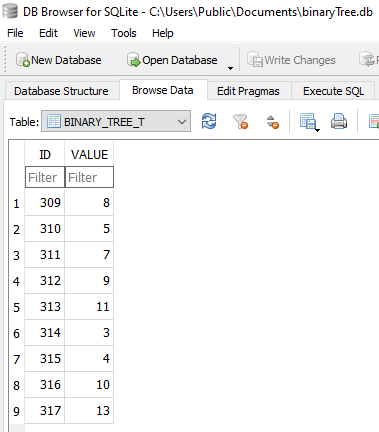 DB Browser for SQLite - C:\Users\Public\Documents\binaryTree.db
File Edit View Tools Help
New Database Open Database Write Changes
Database Structure Browse Data Edit Pragmas Execute SQL
Table: BINARY_TREE_T
ID VALUE
Filter Filter
1 309 8
2 310 5
3 311 7
4 312 9
5 313 11
6 314 3
7 315 4
8 316 10
9 317 13